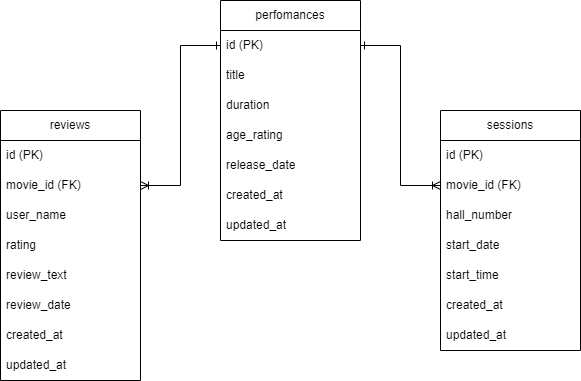 perfomances
id (PK)
title
duration
age_rating
release_date
created_at
updated_at
reviews
id (PK)
movie_id (FK)
user_name
rating
review_text
review_date
created_at
updated_at
sessions
id (PK)
movie_id (FK)
hall_number
start_date
start_time
created_at
updated_at